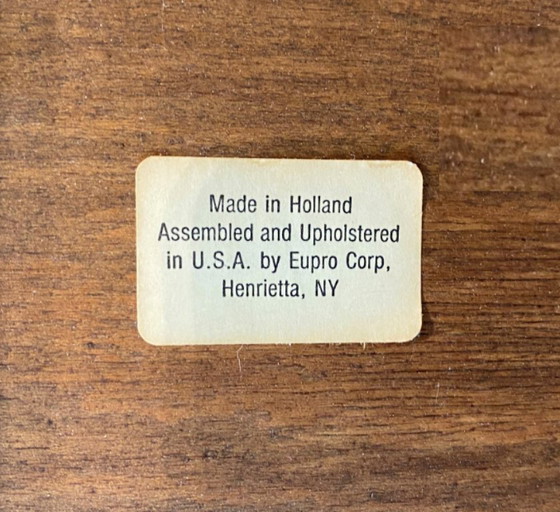 Made in Holland
Assembled and Upholstered
in U.S.A. by Eupro Corp,
Henrietta, NY